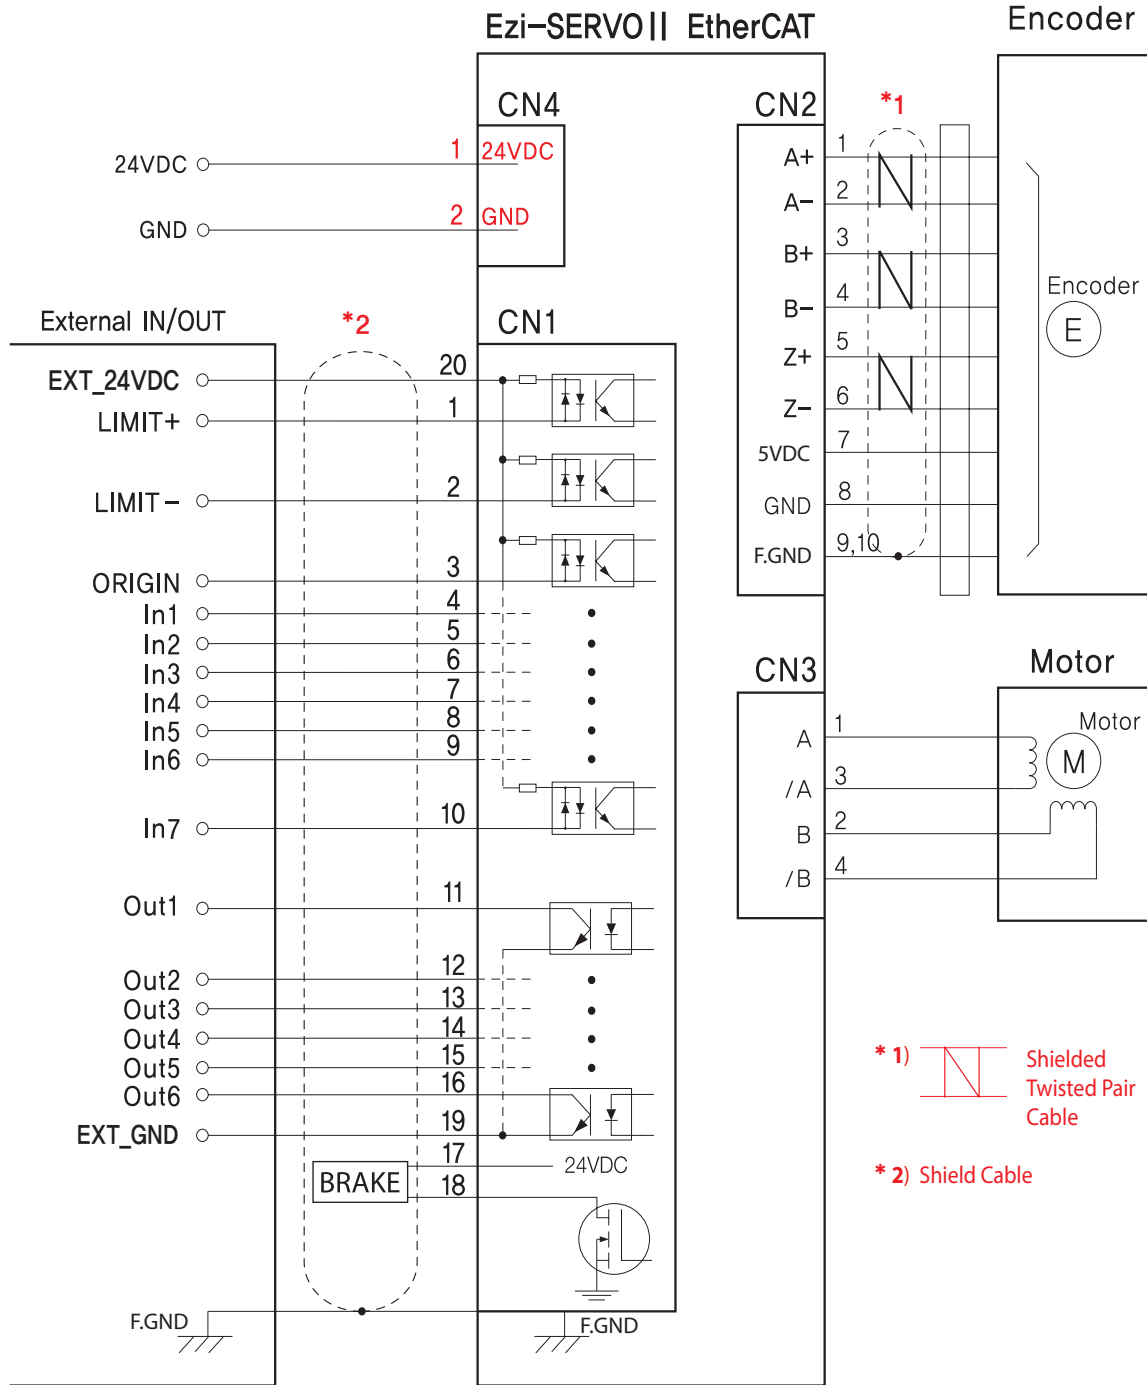 Ezi-SERVOII EtherCAT
Encoder
CN4
CN2
*1
24VDC
1
24VDC
GND
2
GND
A+
1
A-
2
B+
3
B-
4
Z+
5
Z-
6
5VDC
7
GND
8
F.GND
9,10
Encoder
E
External IN/OUT
*2
CN1
EXT_24VDC
20
LIMIT+
1
LIMIT-
2
ORIGIN
3
In1
4
In2
5
In3
6
In4
7
In5
8
In6
9
In7
10
Out1
11
Out2
12
Out3
13
Out4
14
Out5
15
Out6
16
EXT_GND
19
17
24VDC
BRAKE
18
F.GND
F.GND
CN3
Motor
A
1
/A
3
B
2
/B
4
Motor
M
* 1)
Shielded
Twisted Pair
Cable
* 2) Shield Cable